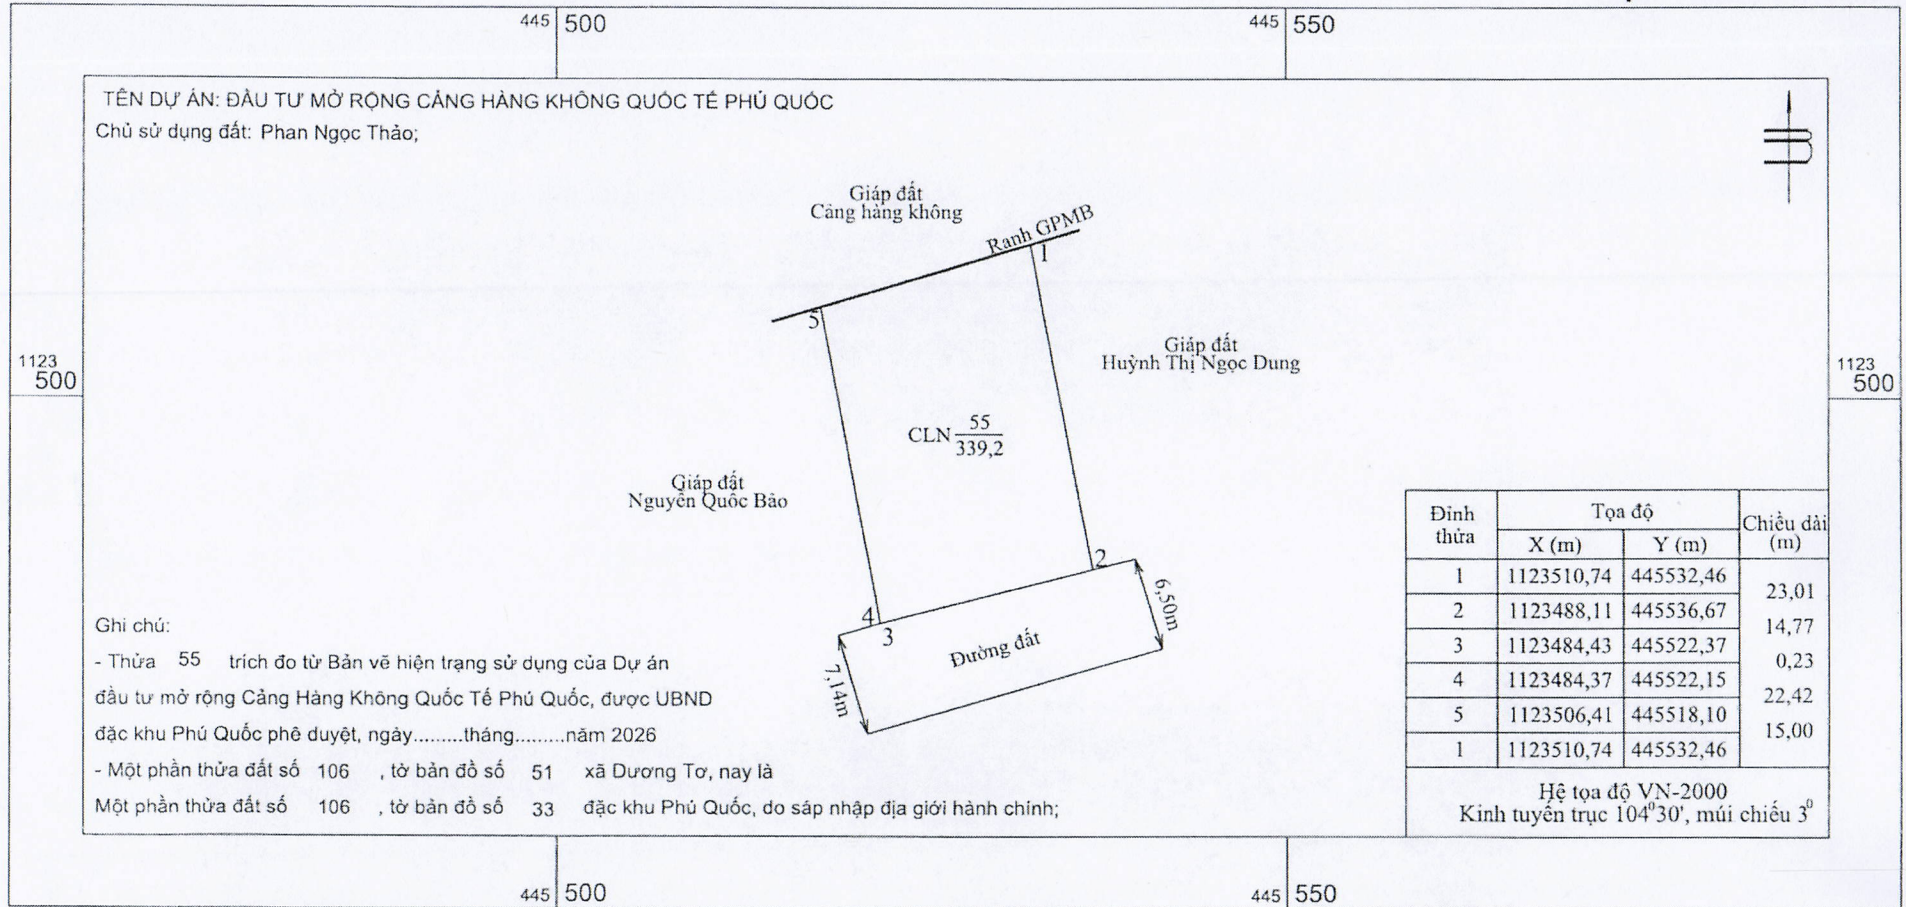 445 500
445 550
TÊN DỰ ÁN: ĐẦU TƯ MỞ RỘNG CẢNG HÀNG KHÔNG QUỐC TẾ PHÚ QUỐC
Chủ sử dụng đất: Phan Ngọc Thảo;
Giáp đất
Cảng hàng không
Ranh GPMB
1
5
Giáp đất
Huỳnh Thị Ngọc Dung
1123
500
1123
500
CLN 55
339,2
Giáp đất
Nguyễn Quốc Bảo
2
4
3
6,50m
Đường đất
7,14m
Đỉnh thửa Tọa độ Chiều dài (m)
X (m) Y (m)
1 1123510,74 445532,46
23,01
2 1123488,11 445536,67
14,77
3 1123484,43 445522,37
0,23
4 1123484,37 445522,15
22,42
5 1123506,41 445518,10
15,00
1 1123510,74 445532,46
Hệ tọa độ VN-2000
Kinh tuyến trục 104⁰30', múi chiếu 3⁰
Ghi chú:
- Thửa 55 trích đo từ Bản vẽ hiện trạng sử dụng của Dự án
đầu tư mở rộng Cảng Hàng Không Quốc Tế Phú Quốc, được UBND
đặc khu Phú Quốc phê duyệt, ngày.........tháng.........năm 2026
- Một phần thửa đất số 106 , tờ bản đồ số 51 xã Dương Tơ, nay là
Một phần thửa đất số 106 , tờ bản đồ số 33 đặc khu Phú Quốc, do sáp nhập địa giới hành chính;
445 500
445 550